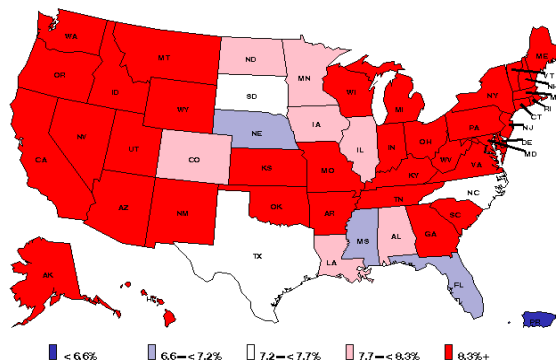 WA
OR
CA
NV
ID
MT
WY
UT
AZ
CO
NM
ND
SD
NE
KS
OK
TX
MN
IA
MO
AR
LA
WI
IL
MS
MI
IN
KY
TN
AL
OH
WV
VA
NC
SC
GA
FL
PA
NY
ME
VT
CT
RI
NJ
DE
MD
AK
PR
< 6.6%
6.6-< 7.2%
7.2-< 7.7%
7.7-< 8.3%
8.3%+